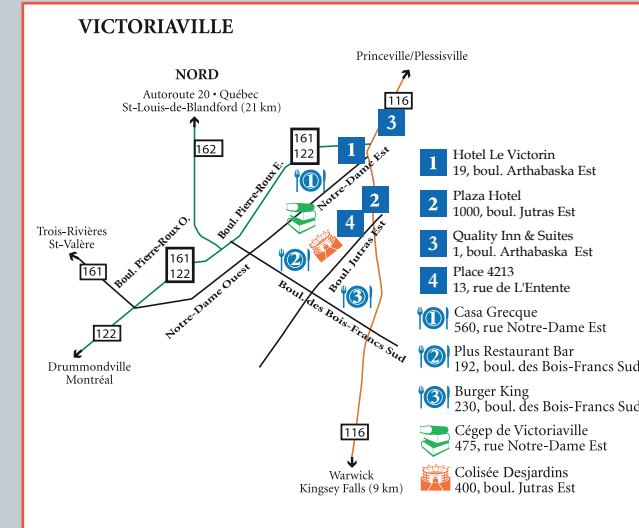 VICTORIAVILLE
Princeville/Plessisville
NORD
Autoroute 20 • Québec
St-Louis-de-Blandford (21 km)
116
3
162
161
122
1
1
Notre-Dame Est
Boul. Pierre-Roux E.
2
4
Trois-Rivières
St-Valère
161
Boul. Pierre-Roux O.
161
122
2
Boul. Jutras Est
Notre-Dame Ouest
3
Boul. des Bois-Francs Sud
122
Drummondville
Montréal
116
Warwick
Kingsey Falls (9 km)
1
Hotel Le Victorin
19, boul. Arthabaska Est
2
Plaza Hotel
1000, boul. Jutras Est
3
Quality Inn & Suites
1, boul. Arthabaska Est
4
Place 4213
13, rue de L'Entente
1
Casa Grecque
560, rue Notre-Dame Est
2
Plus Restaurant Bar
192, boul. des Bois-Francs Sud
3
Burger King
230, boul. des Bois-Francs Sud
Cégep de Victoriaville
475, rue Notre-Dame Est
Colisée Desjardins
400, boul. Jutras Est